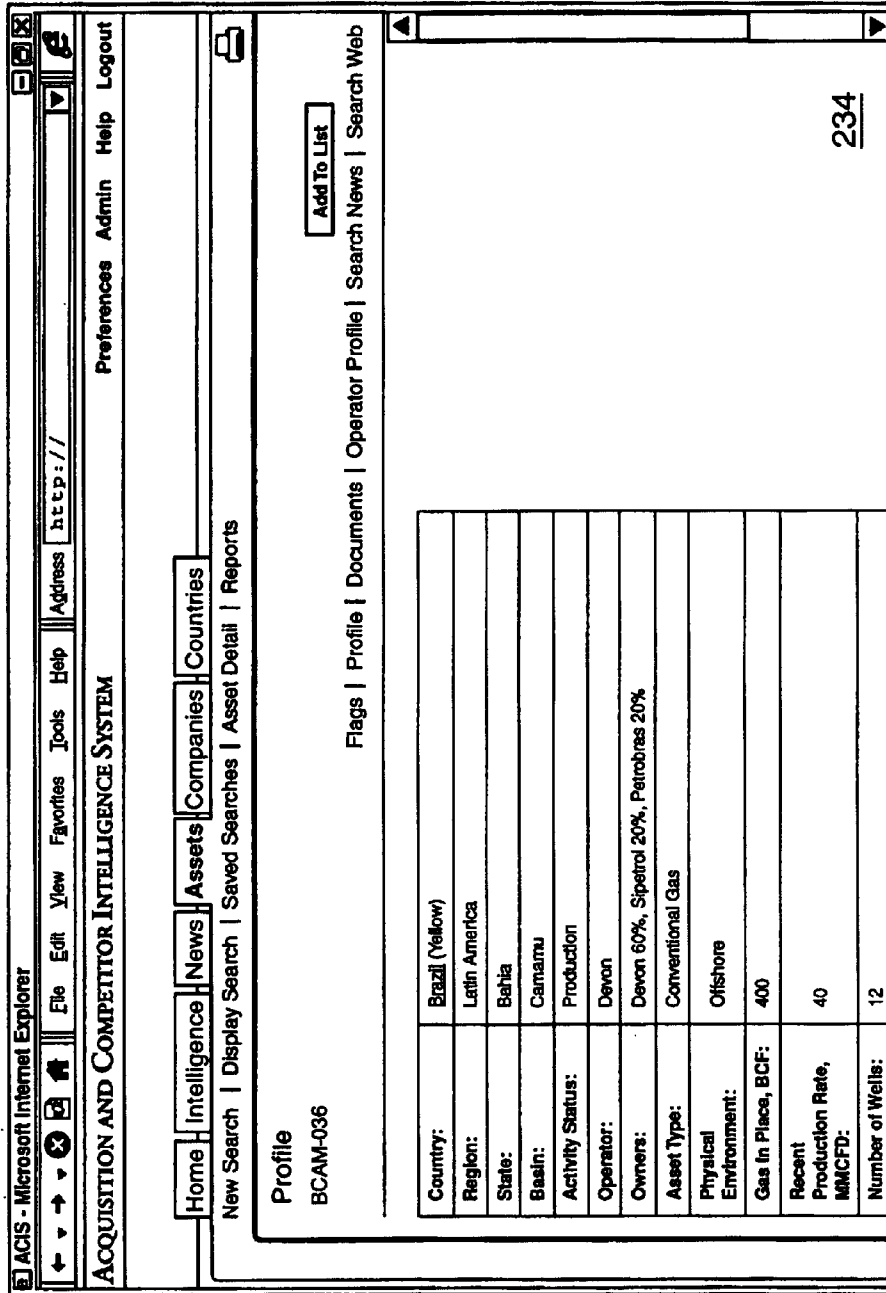 ACIS - Microsoft Internet Explorer
File Edit View Favorites Tools Help Address http://
ACQUISITION AND COMPETITOR INTELLIGENCE SYSTEM
Preferences Admin Help Logout
Home Intelligence News Assets Companies Countries
New Search | Display Search | Saved Searches | Asset Detail | Reports
Profile
BCAM-036
Add To List
Flags | Profile | Documents | Operator Profile | Search News | Search Web
Country: Brazil (Yellow)
Region: Latin America
State: Bahia
Basin: Camamu
Activity Status: Production
Operator: Devon
Owners: Devon 60%, Sipetrol 20%, Petrobras 20%
Asset Type: Conventional Gas
Physical
Environment: Offshore
Gas In Place, BCF: 400
Recent
Production Rate, 40
MMCFD:
Number of Wells: 12
234